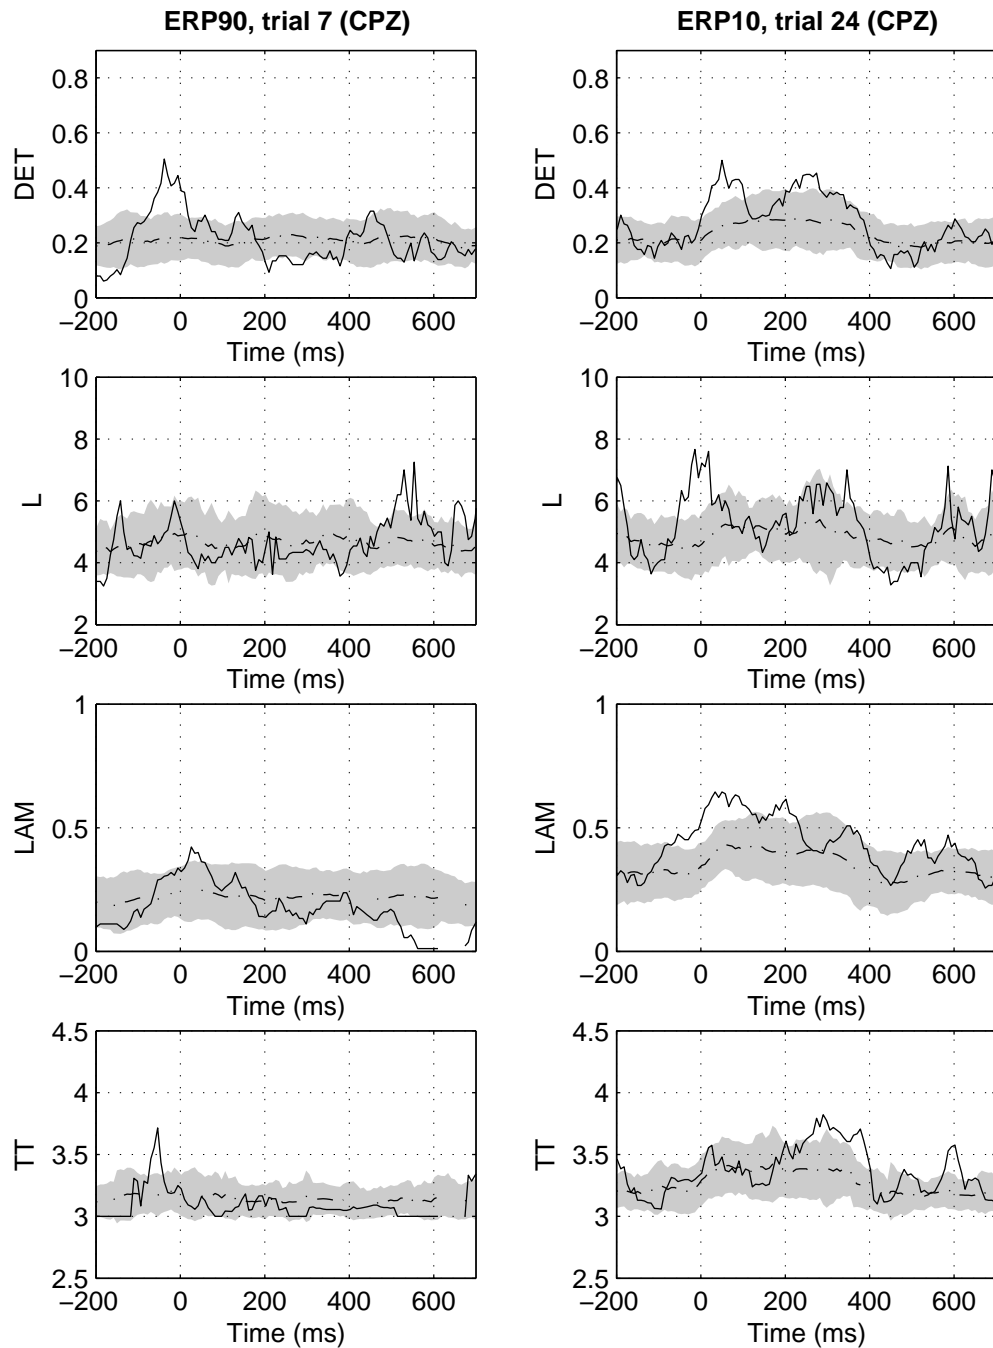 ERP90, trial 7 (CPZ) ERP10, trial 24 (CPZ)
0.8 0.8
0.6 0.6
DET DET
0.4 0.4
0.2 0.2
0 0
−200 0 200 400 600 −200 0 200 400 600
Time (ms) Time (ms)
10 10
8 8
L L
6 6
4 4
2 2
−200 0 200 400 600 −200 0 200 400 600
Time (ms) Time (ms)
1 1
LAM LAM
0.5 0.5
0 0
−200 0 200 400 600 −200 0 200 400 600
Time (ms) Time (ms)
4.5 4.5
4 4
TT TT
3.5 3.5
3 3
2.5 2.5
−200 0 200 400 600 −200 0 200 400 600
Time (ms) Time (ms)